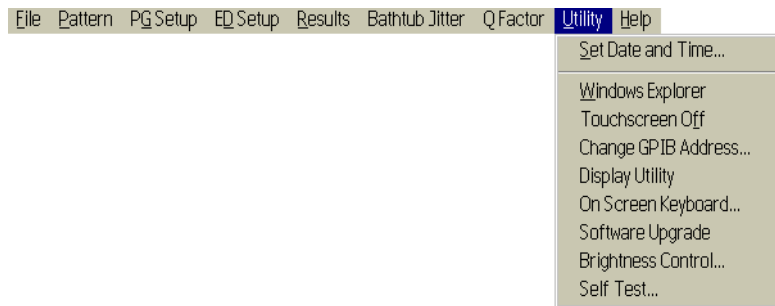 File Pattern PG Setup ED Setup Results Bathtub Jitter Q Factor Utility Help
Set Date and Time...
Windows Explorer
Touchscreen Off
Change GPIB Address...
Display Utility
On Screen Keyboard...
Software Upgrade
Brightness Control...
Self Test...